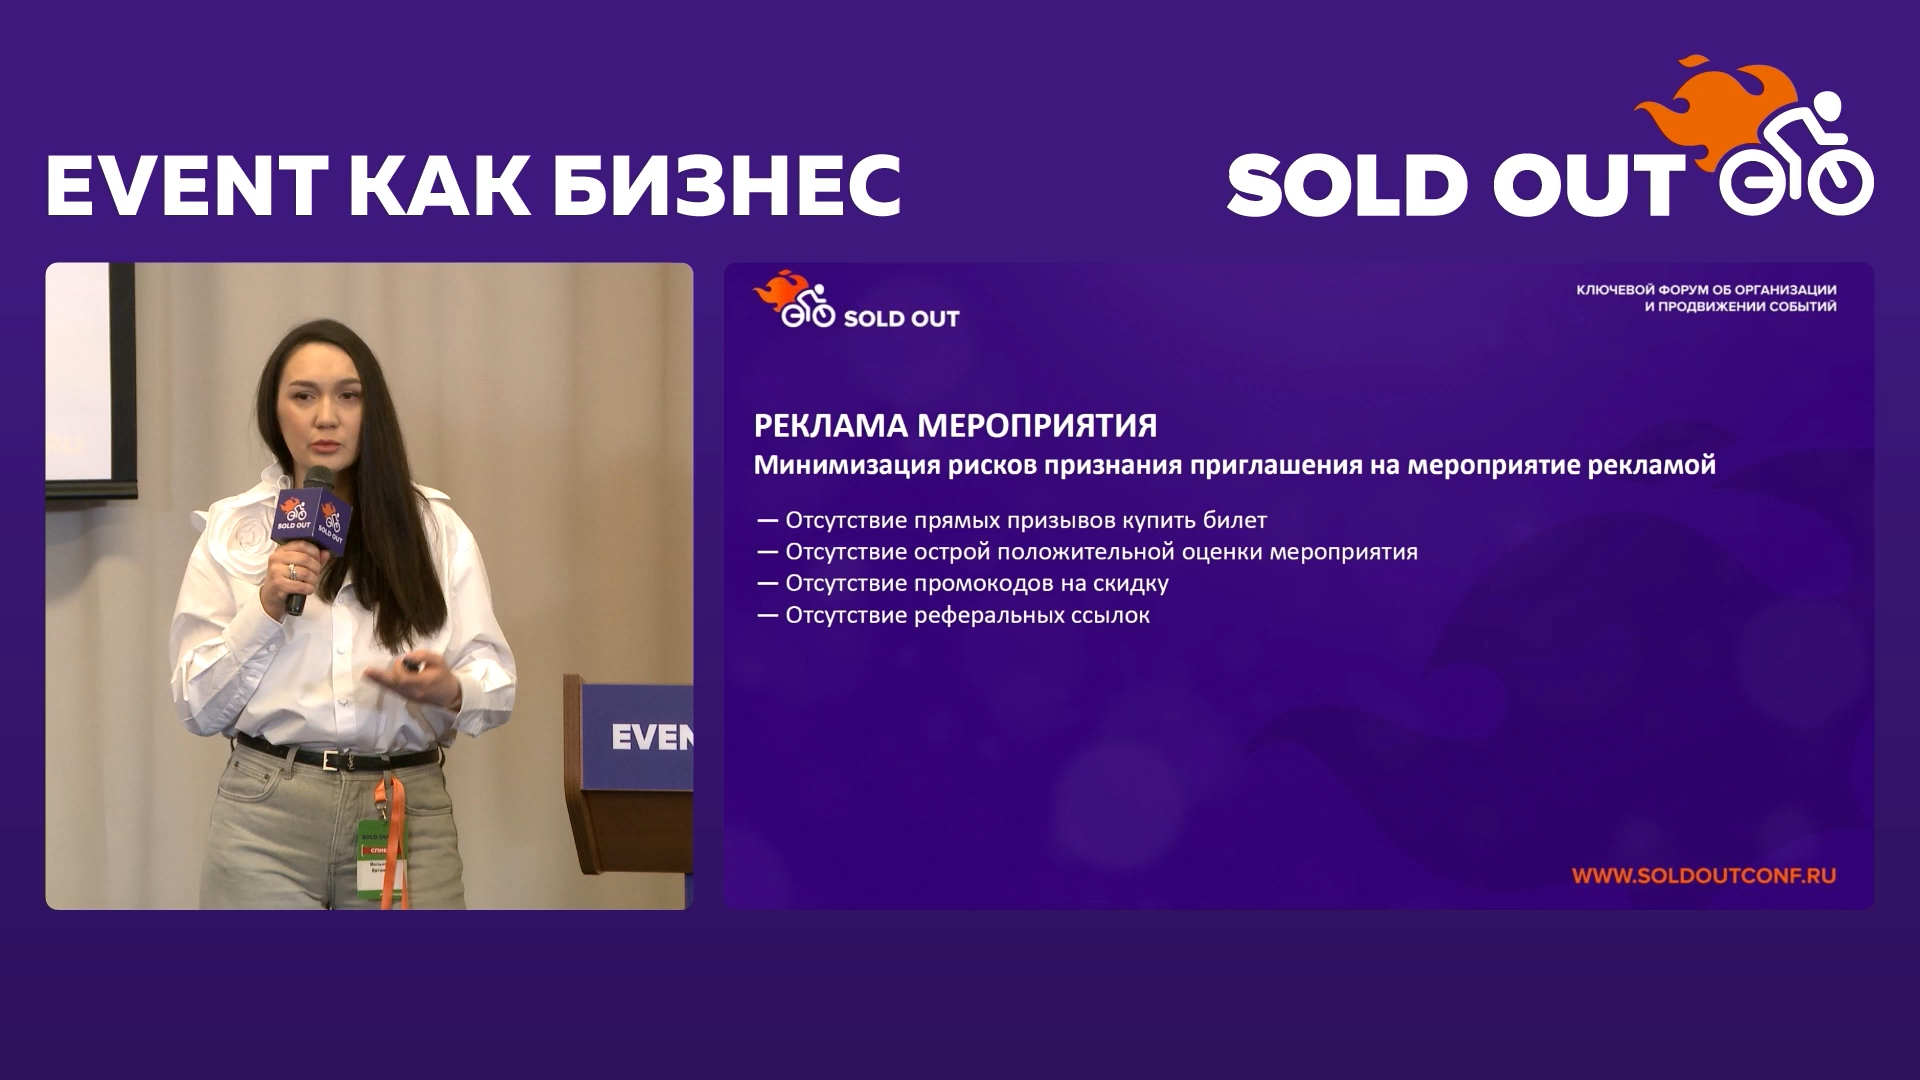 EVENT КАК БИЗНЕС
SOLD OUT
SOLD OUT
КЛЮЧЕВОЙ ФОРУМ ОБ ОРГАНИЗАЦИИ
И ПРОДВИЖЕНИИ СОБЫТИЙ
РЕКЛАМА МЕРОПРИЯТИЯ
Минимизация рисков признания приглашения на мероприятие рекламой
— Отсутствие прямых призывов купить билет
— Отсутствие острой положительной оценки мероприятия
— Отсутствие промокодов на скидку
— Отсутствие реферальных ссылок
WWW.SOLDOUTCONF.RU
SOLD OUT
SOLD OUT
EVEN